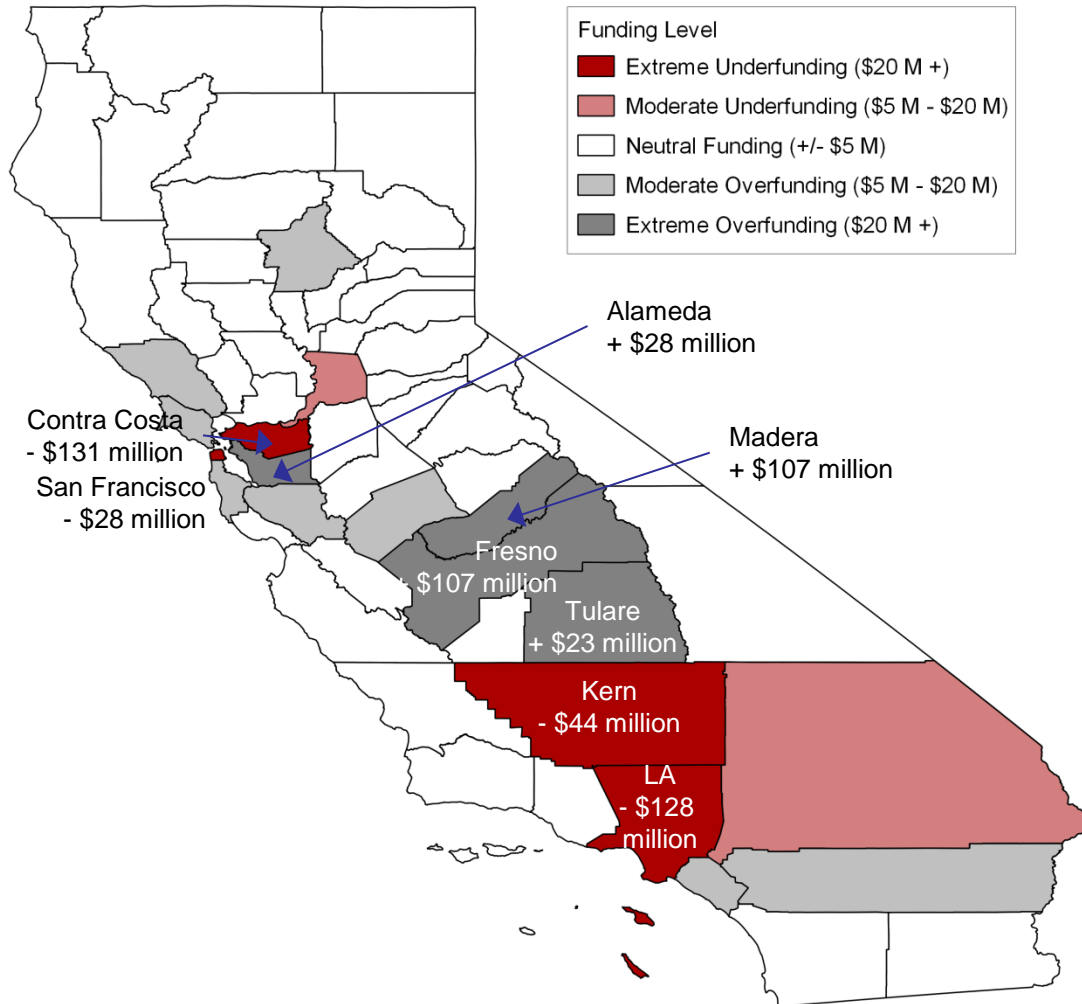 Funding Level
Extreme Underfunding ($20 M +)
Moderate Underfunding ($5 M - $20 M)
Neutral Funding (+/- $5 M)
Moderate Overfunding ($5 M - $20 M)
Extreme Overfunding ($20 M +)
Alameda
+ $28 million
Contra Costa
- $131 million
San Francisco
- $28 million
Madera
+ $107 million
Fresno
+ $107 million
Tulare
+ $23 million
Kern
- $44 million
LA
- $128
million